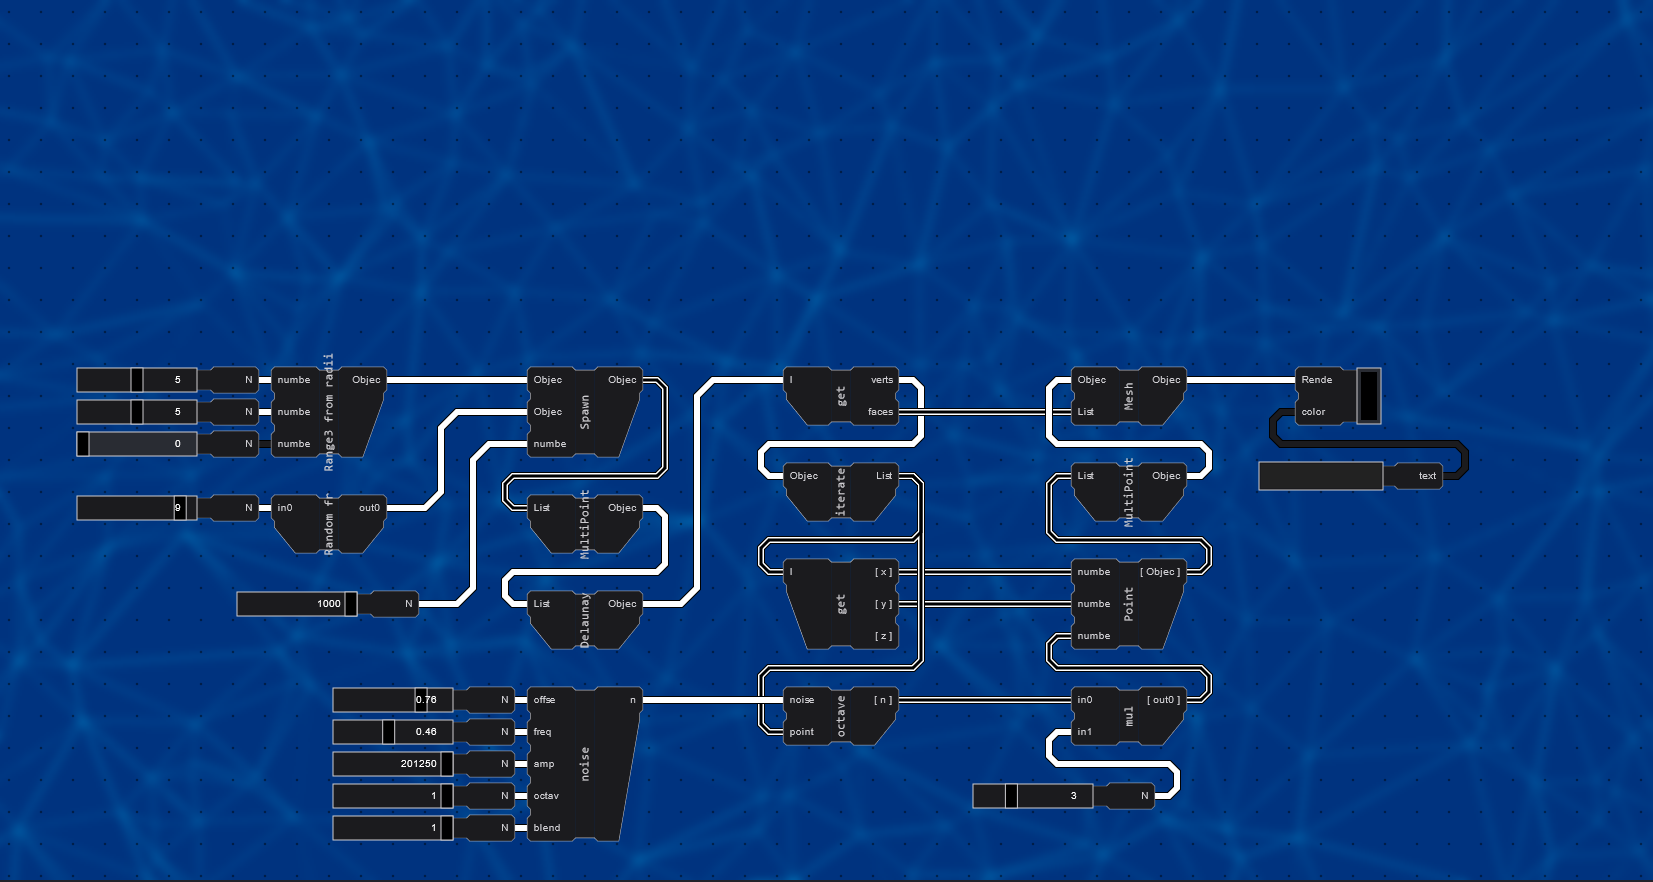 5 N numbe Objec
5 N numbe
0 N numbe
Range3 from radii
9 N in0 out0
Random fr
1000 N
Objec Objec
Objec
numbe
Spawn
List Objec
MultiPoint
List Objec
Delaunay
I verts
faces
get
Objec List
iterate
I [ x ]
[ y ]
[ z ]
get
Objec Objec
List
Mesh
List Objec
MultiPoint
numbe [ Objec ]
numbe
numbe
Point
Rende
color
text
0.76 N offse n
0.46 N freq
201250 N amp
1 N octav
1 N blend
noise
noise [ n ]
point
octave
in0 [ out0 ]
in1
mul
3 N